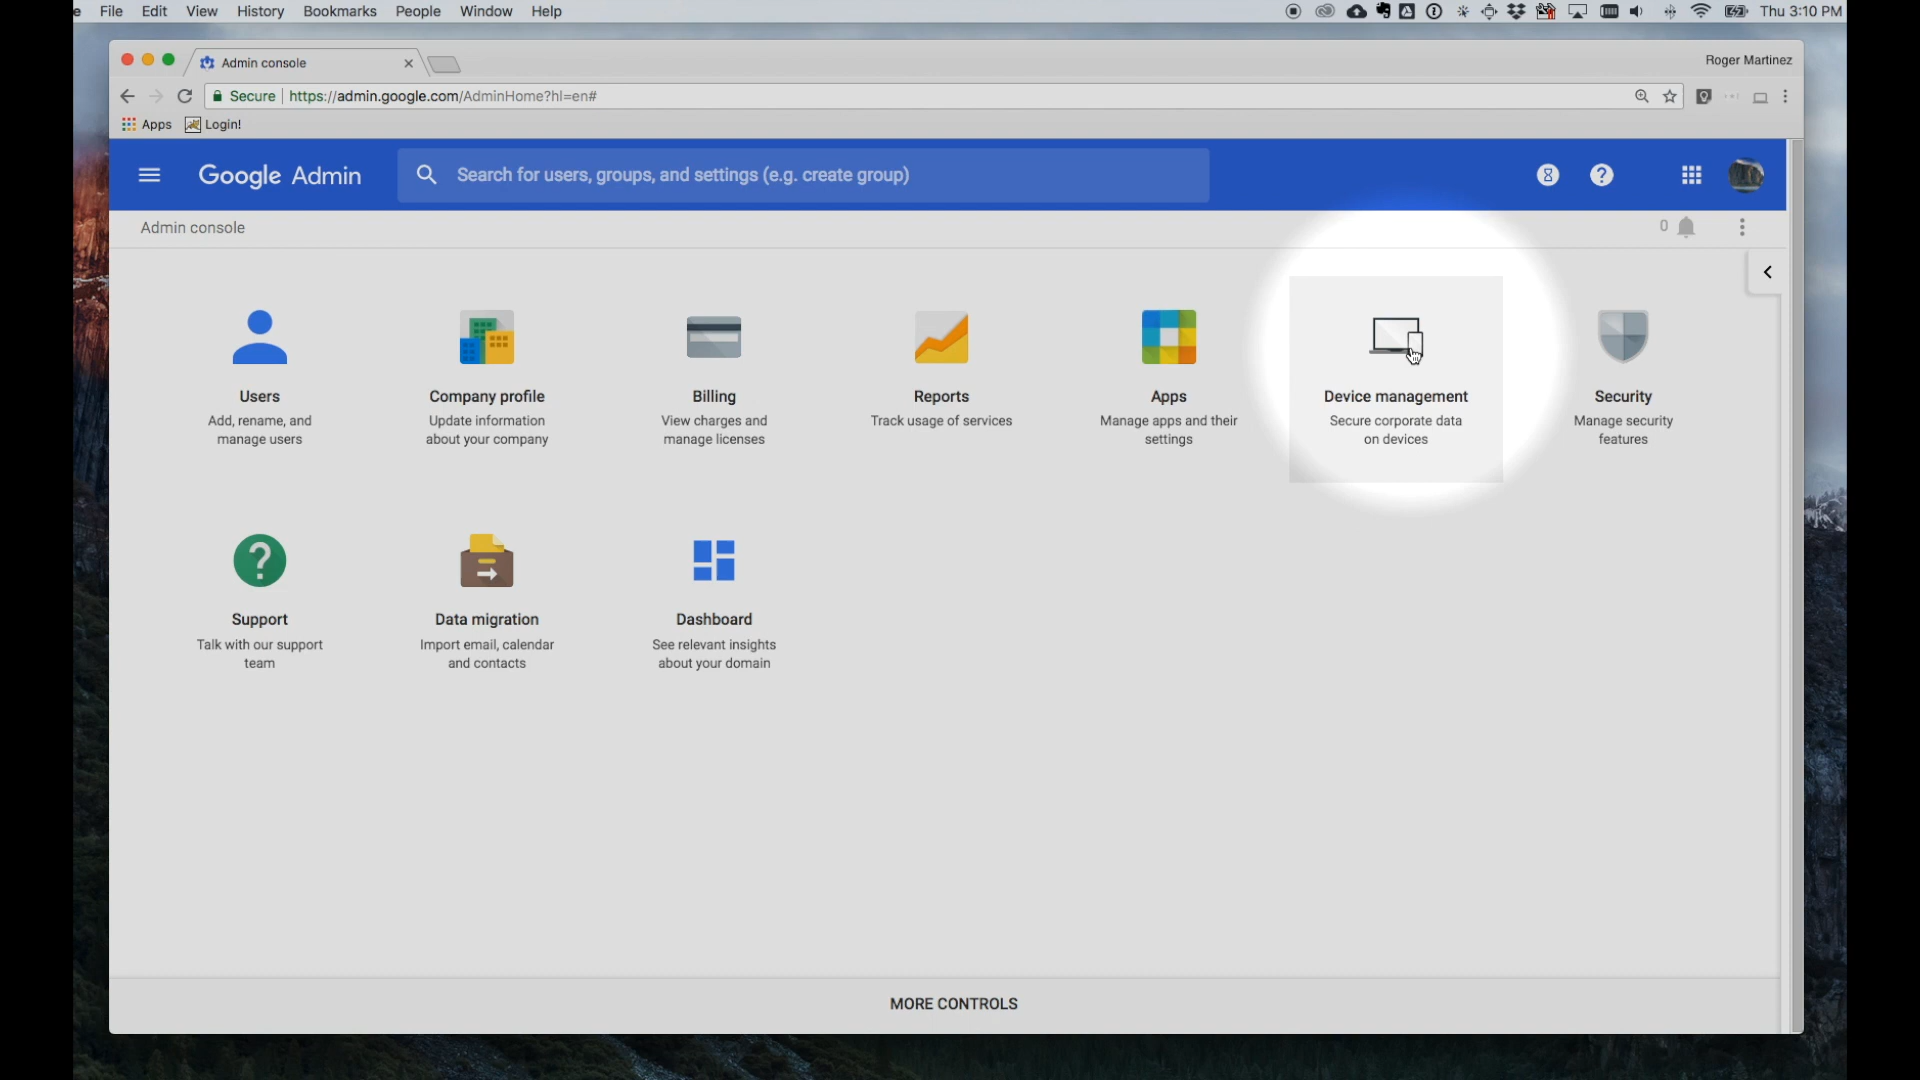 e File Edit View History Bookmarks People Window Help Thu 3:10 PM
Admin console Roger Martinez
Secure https://admin.google.com/AdminHome?hl=en#
Apps Login!
Google Admin Search for users, groups, and settings (e.g. create group)
Admin console 0
Users
Add, rename, and
manage users
Company profile
Update information
about your company
Billing
View charges and
manage licenses
Reports
Track usage of services
Apps
Manage apps and their
settings
Device management
Secure corporate data
on devices
Security
Manage security
features
Support
Talk with our support
team
Data migration
Import email, calendar
and contacts
Dashboard
See relevant insights
about your domain
MORE CONTROLS